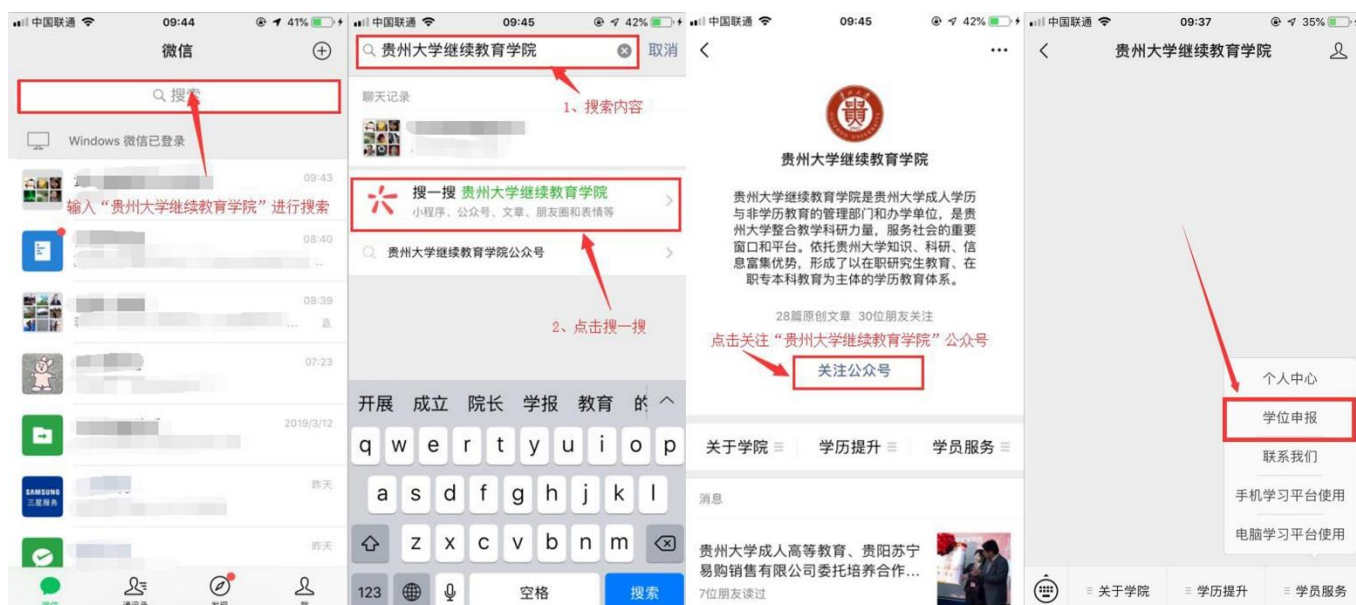 中国联通 09:44 41%
微信
搜索
Windows 微信已登录
09:43
输入“贵州大学继续教育学院”进行搜索
08:40
08:39
07:23
2019/3/12
SAMSUNG
三星服务
昨天
昨天
中国联通 09:45 42%
贵州大学继续教育学院 取消
聊天记录
1、搜索内容
搜一搜 贵州大学继续教育学院
小程序、公众号、文章、朋友圈和表情等
贵州大学继续教育学院公众号
2、点击搜一搜
开展 成立 院长 学报 教育 的
q w e r t y u i o p
a s d f g h j k l
z x c v b n m
123 空格 搜索
中国联通 09:45 42%
贵州大学继续教育学院
贵州大学继续教育学院是贵州大学成人学历
与非学历教育的管理部门和办学单位，是贵
州大学整合教学科研力量，服务社会的重要
窗口和平台。依托贵州大学知识、科研、信
息富集优势，形成了以在职研究生教育、在
职专本科教育为主体的学历教育体系。
28篇原创文章 30位朋友关注
点击关注“贵州大学继续教育学院”公众号
关注公众号
关于学院 学历提升 学员服务
消息
贵州大学成人高等教育、贵阳苏宁
易购销售有限公司委托培养合作...
7位朋友读过
中国联通 09:37 35%
贵州大学继续教育学院
个人中心
学位申报
联系我们
手机学习平台使用
电脑学习平台使用
关于学院 学历提升 学员服务